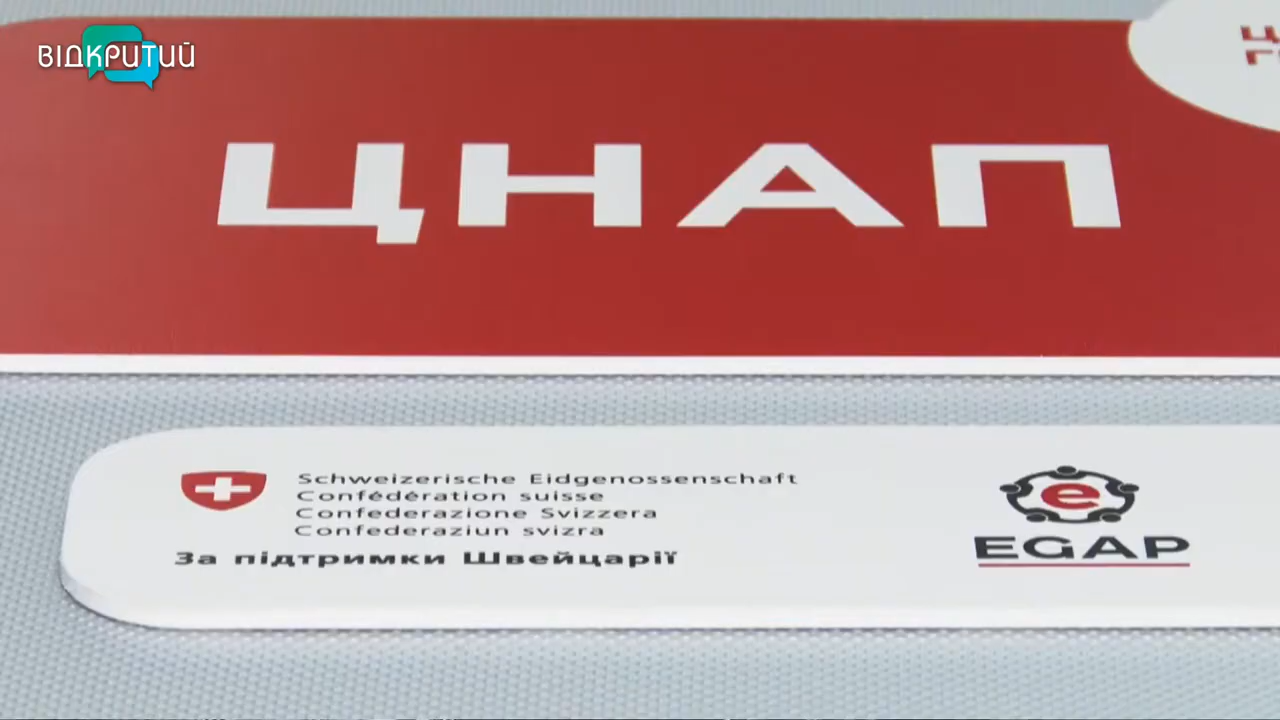 ВІДКРИТИЙ
ЦНАП
Schweizerische Eidgenossenschaft
Confédération suisse
Confederazione Svizzera
Confederaziun svizra
За підтримки Швейцарії
e
EGAP